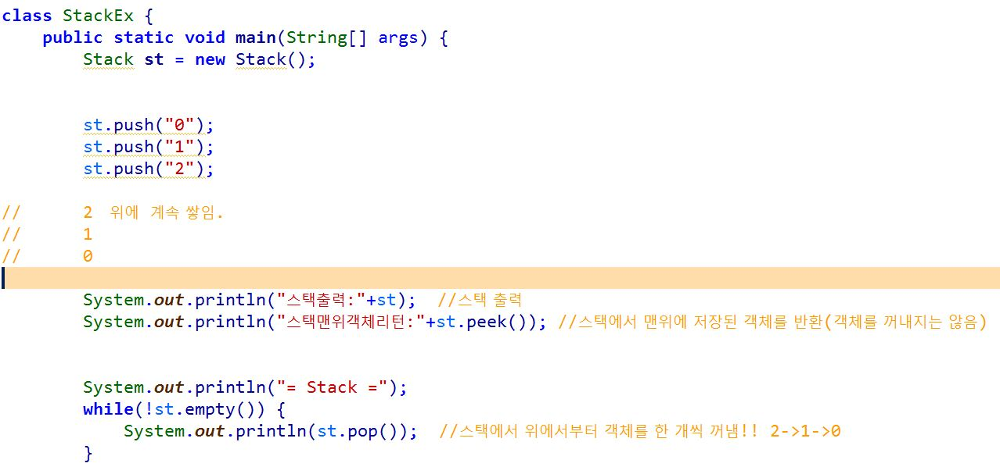 class StackEx {
    public static void main(String[] args) {
        Stack st = new Stack();
        st.push("0");
        st.push("1");
        st.push("2");
//      2  위에  계속 쌓임.
//      1
//      0
        System.out.println("스택출력:"+st);  //스택 출력
        System.out.println("스택맨위객체리턴:"+st.peek()); //스택에서 맨위에 저장된 객체를 반환(객체를 꺼내지는 않음)
        System.out.println("= Stack =");
        while(!st.empty()) {
            System.out.println(st.pop());  //스택에서 위에서부터 객체를 한 개씩 꺼냄!! 2->1->0
        }